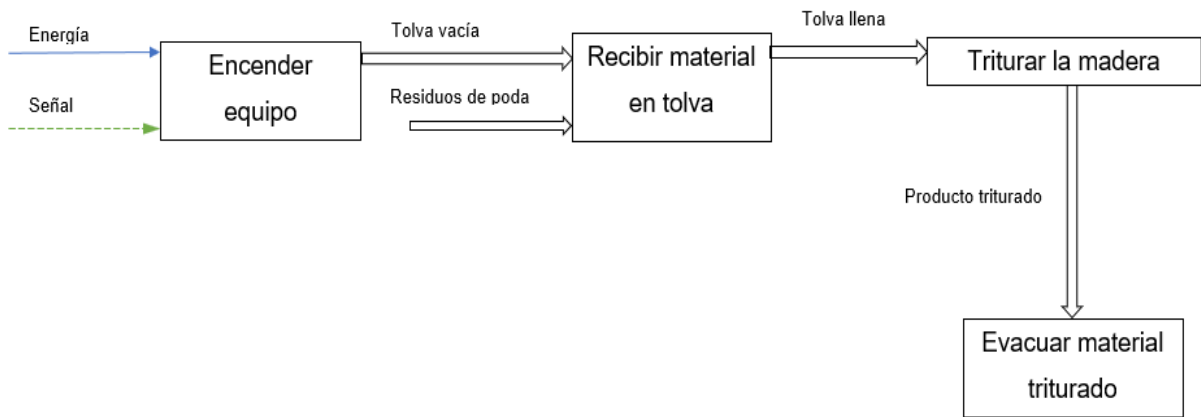 Energía
Señal
Encender
equipo
Tolva vacía
Residuos de poda
Recibir material
en tolva
Tolva llena
Triturar la madera
Producto triturado
Evacuar material
triturado